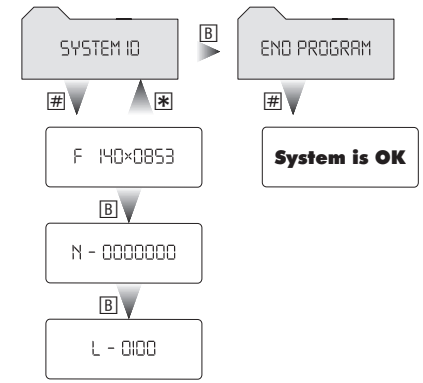 SYSTEM ID
B
END PROGRAM
#
*
#
F 140×0853
System is OK
B
N - 0000000
B
L - 0100